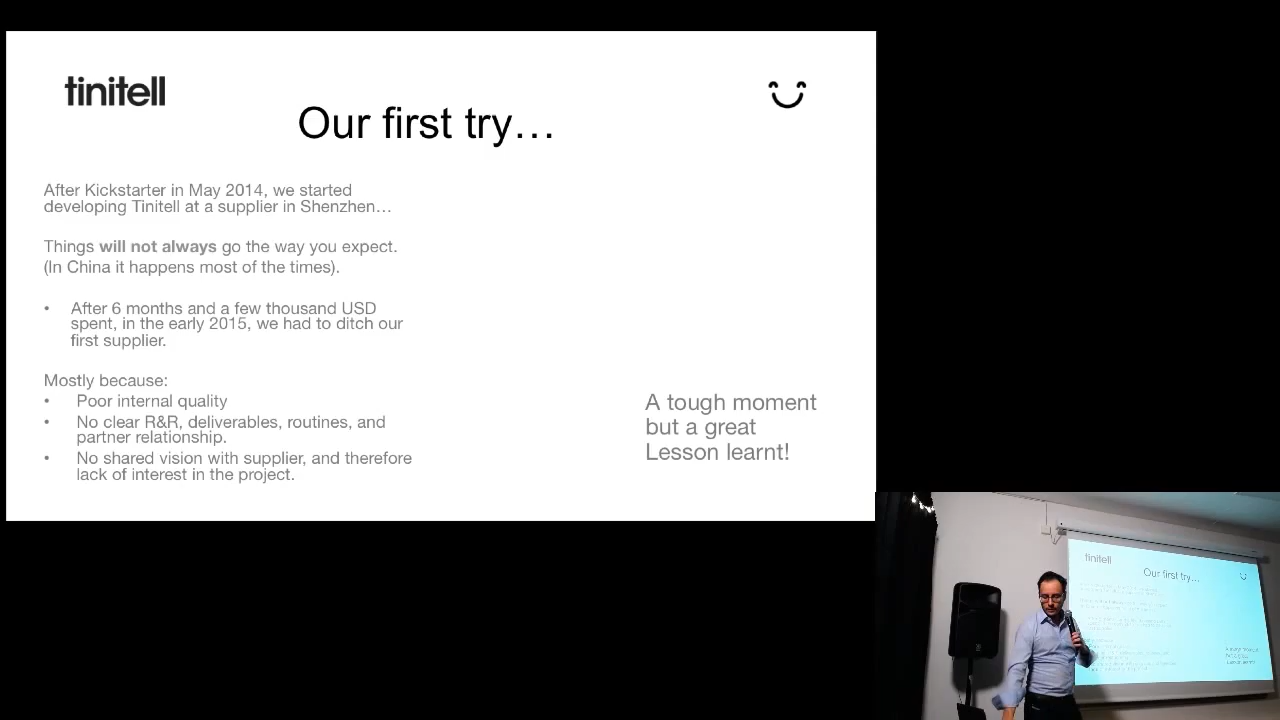 tinitell
Our first try…
After Kickstarter in May 2014, we started
developing Tinitell at a supplier in Shenzhen…
Things will not always go the way you expect.
(In China it happens most of the times).
• After 6 months and a few thousand USD
spent, in the early 2015, we had to ditch our
first supplier.
Mostly because:
• Poor internal quality
• No clear R&R, deliverables, routines, and
partner relationship.
• No shared vision with supplier, and therefore
lack of interest in the project.
A tough moment
but a great
Lesson learnt!
tinitell
Our first try…